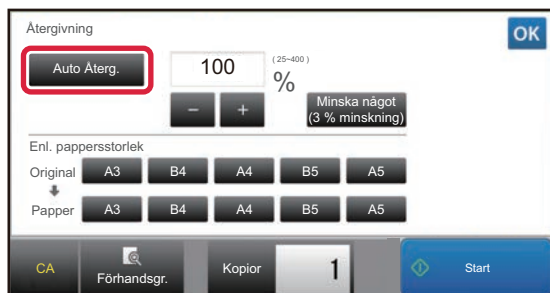 Återgivning
OK
Auto Återg.
100
(25~400)
%
− +
Minska något
(3 % minskning)
Enl. pappersstorlek
Original A3 B4 A4 B5 A5
Papper A3 B4 A4 B5 A5
CA
Förhandsgr.
Kopior 1
Start